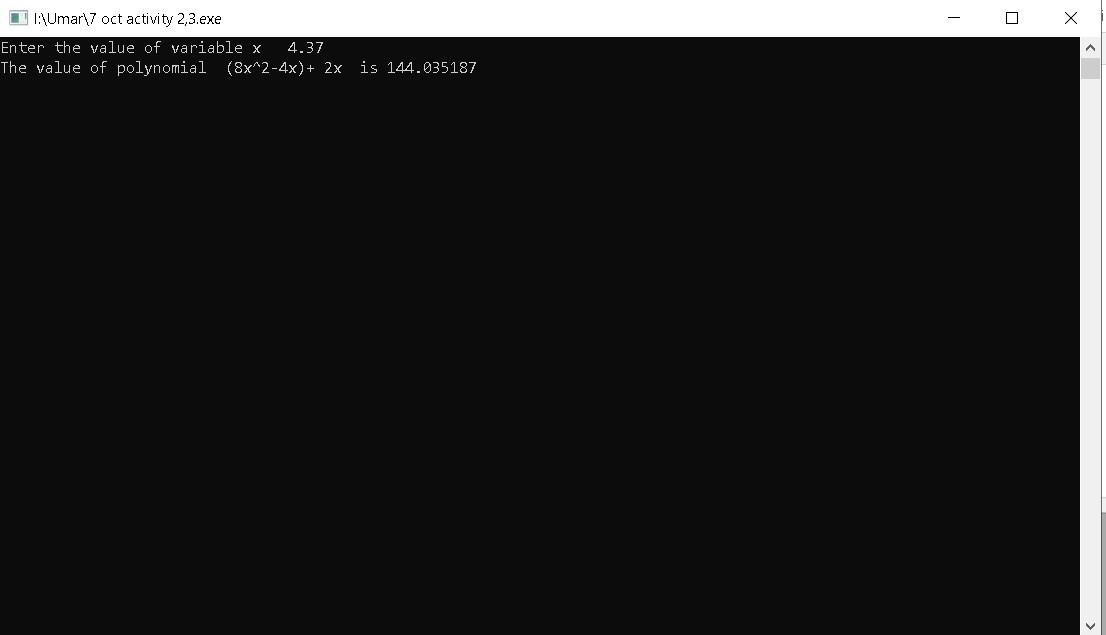 I:\Umar\7 oct activity 2,3.exe
Enter the value of variable x   4.37
The value of polynomial  (8x^2-4x)+ 2x  is 144.035187